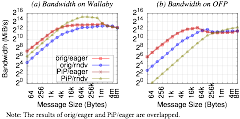 (a) Bandwidth on Wallaby
(b) Bandwidth on OFP
Bandwidth (MiB/s)
orig/eager
orig/rndv
PiP/eager
PiP/rndv
64 256 1k 4k 16k 64k 256k 1m 4m
64 256 1k 4k 16k 64k 256k 1m 4m
Message Size (Bytes)
Message Size (Bytes)
Note: The results of orig/eager and PiP/eager are overlapped.